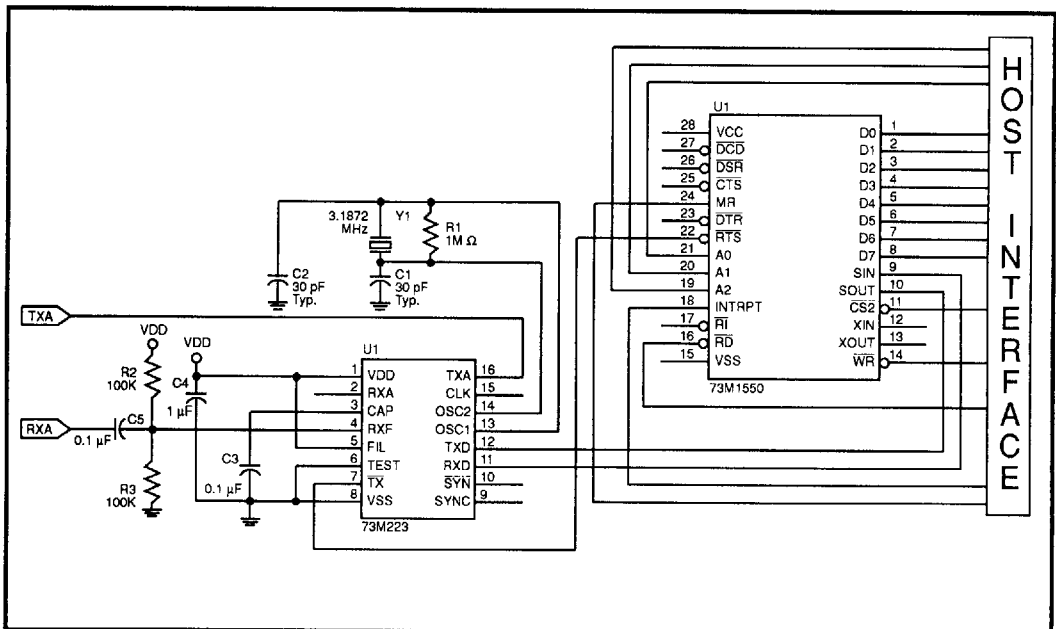 HOST INTERFACE
U1
28 VCC D0 1
27 DCD D1 2
26 DSR D2 3
25 CTS D3 4
24 MR D4 5
23 DTR D5 6
22 RTS D6 7
21 A0 D7 8
20 A1 SIN 9
19 A2 SOUT 10
18 INTRPT CS2 11
17 RI XIN 12
16 RD XOUT 13
15 VSS WR 14
73M1550
3.1872 MHz
Y1
R1
1M Ω
C2
30 pF
Typ.
C1
30 pF
Typ.
TXA
VDD
VDD
R2
100K
C4
1 µF
RXA
C5
0.1 µF
R3
100K
C3
0.1 µF
U1
1 VDD TXA 16
2 RXA CLK 15
3 CAP OSC2 14
4 RXF OSC1 13
5 FIL TXD 12
6 TEST RXD 11
7 TX SYN 10
8 VSS SYNC 9
73M223